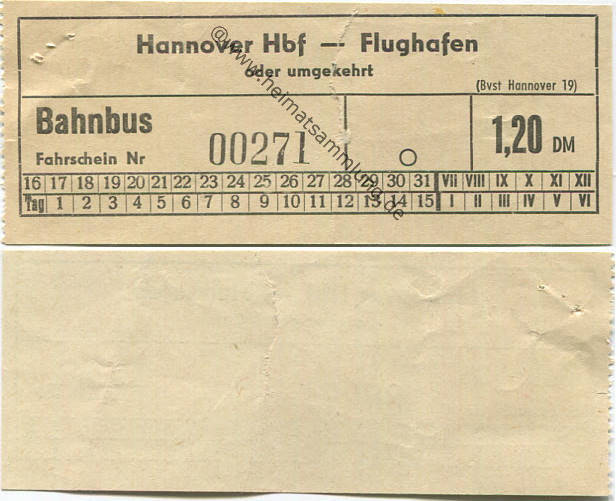 Hannover Hbf — Flughafen
oder umgekehrt
(Bvst Hannover 19)
Bahnbus
Fahrschein Nr 00271
1,20 DM
16 17 18 19 20 21 22 23 24 25 26 27 28 29 30 31 VII VIII IX X XI XII
Tag 1 2 3 4 5 6 7 8 9 10 11 12 13 14 15 I II III IV V VI
@www.heimatsammlung.de